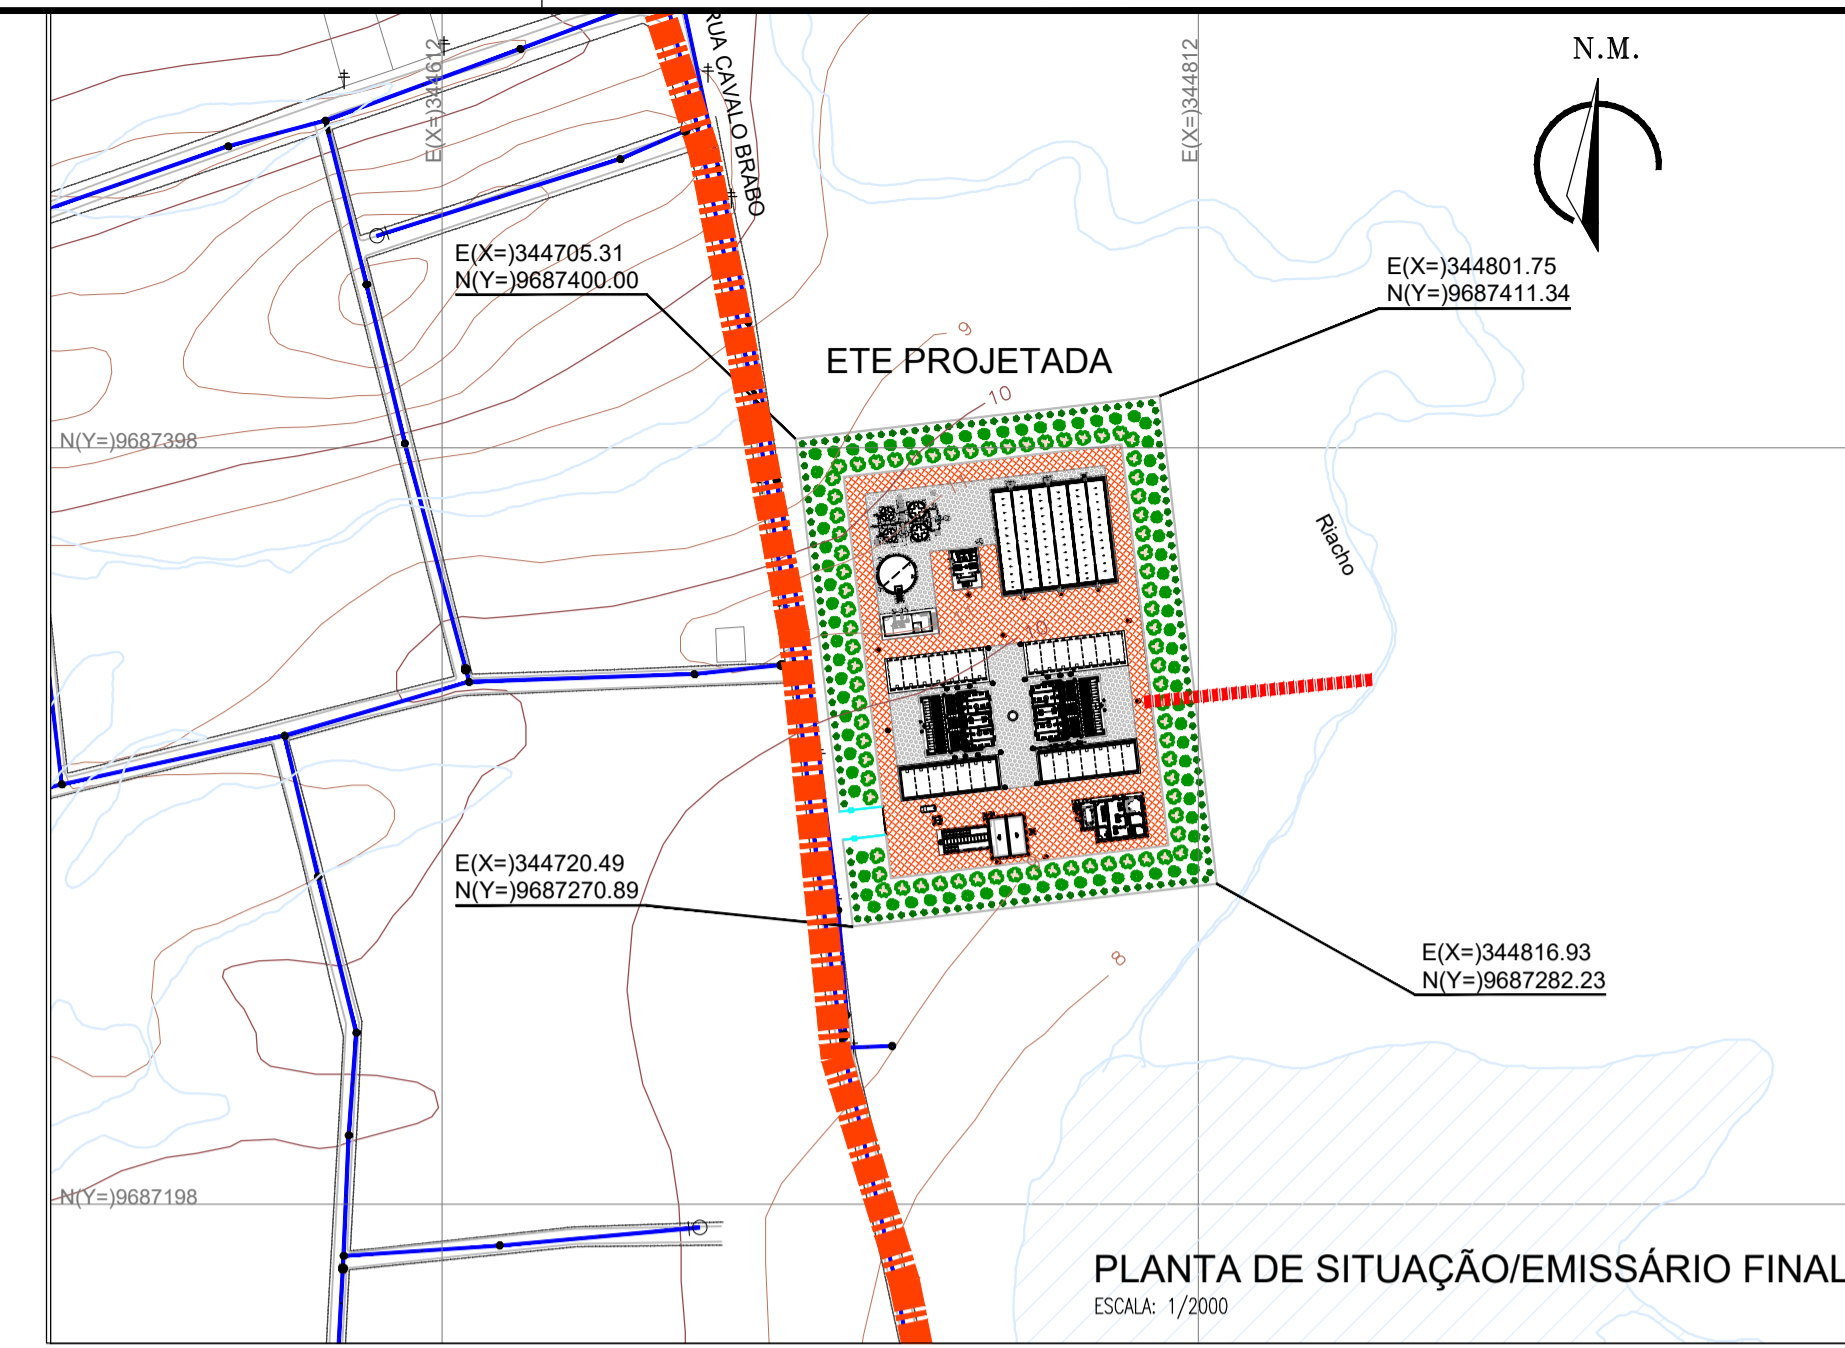 N.M.
E(X=)344612
E(X=)344812
RUA CAVALO BRABO
E(X=)344705.31
N(Y=)9687400.00
E(X=)344801.75
N(Y=)9687411.34
9
ETE PROJETADA
10
N(Y=)9687398
Riacho
10
E(X=)344720.49
N(Y=)9687270.89
E(X=)344816.93
N(Y=)9687282.23
8
N(Y=)9687198
PLANTA DE SITUAÇÃO/EMISSÁRIO FINAL
ESCALA: 1/2000